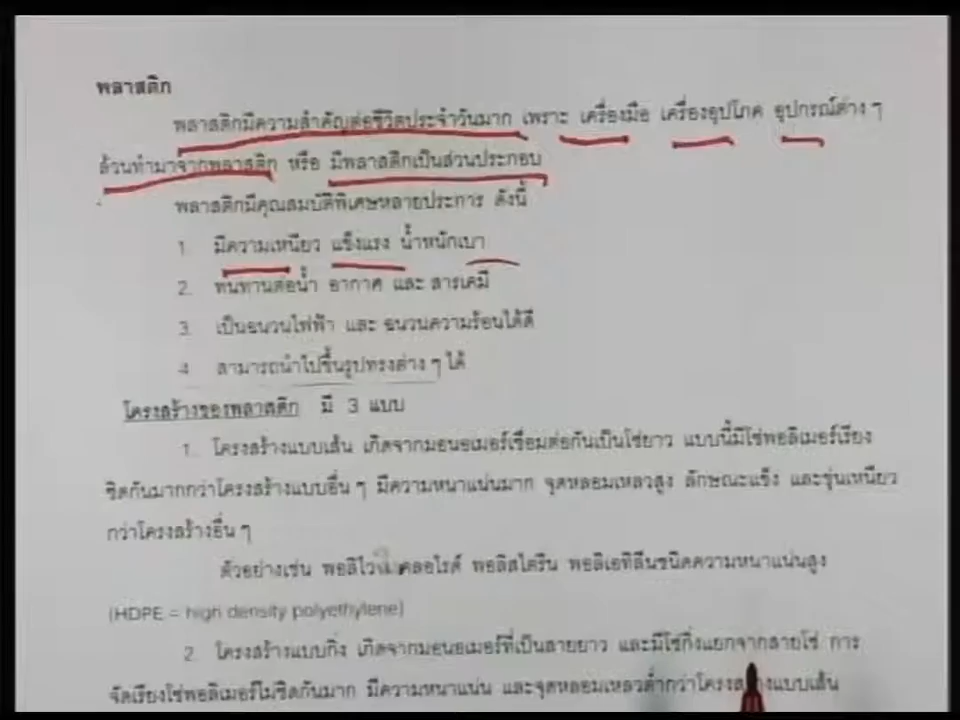 พลาสติก
พลาสติกมีความสำคัญต่อชีวิตประจำวันมาก เพราะ เครื่องมือ เครื่องอุปโภค อุปกรณ์ต่าง ๆ
ล้วนทำมาจากพลาสติก หรือ มีพลาสติกเป็นส่วนประกอบ
พลาสติกมีคุณสมบัติพิเศษหลายประการ ดังนี้
1. มีความเหนียว แข็งแรง น้ำหนักเบา
2. ทนทานต่อน้ำ อากาศ และ สารเคมี
3. เป็นฉนวนไฟฟ้า และ ฉนวนความร้อนได้ดี
4. สามารถนำไปขึ้นรูปทรงต่าง ๆ ได้
โครงสร้างของพลาสติก มี 3 แบบ
1. โครงสร้างแบบเส้น เกิดจากมอนอเมอร์เชื่อมต่อกันเป็นโซ่ยาว แบบนี้มีโซ่พอลิเมอร์เรียง
ชิดกันมากกว่าโครงสร้างแบบอื่น ๆ มีความหนาแน่นมาก จุดหลอมเหลวสูง ลักษณะแข็ง และขุ่นเหนียว
กว่าโครงสร้างอื่น ๆ
ตัวอย่างเช่น พอลิไวนิลคลอไรด์ พอลิสไตรีน พอลิเอทิลีนชนิดความหนาแน่นสูง
(HDPE = high density polyethylene)
2. โครงสร้างแบบกิ่ง เกิดจากมอนอเมอร์ที่เป็นสายยาว และมีโซ่กิ่งแยกจากสายโซ่ การ
จัดเรียงโซ่พอลิเมอร์ไม่ชิดกันมาก มีความหนาแน่น และจุดหลอมเหลวต่ำกว่าโครงสร้างแบบเส้น